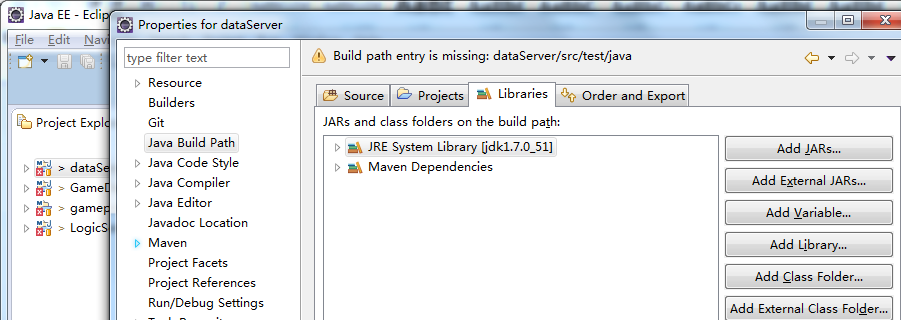 Java EE - Eclip
Properties for dataServer
File Edit Navi
type filter text
Build path entry is missing: dataServer/src/test/java
Resource
Builders
Git
Java Build Path
Java Code Style
Java Compiler
Java Editor
Javadoc Location
Maven
Project Facets
Project References
Run/Debug Settings
Source Projects Libraries Order and Export
JARs and class folders on the build path:
JRE System Library [jdk1.7.0_51]
Maven Dependencies
Add JARs...
Add External JARs...
Add Variable...
Add Library...
Add Class Folder...
Add External Class Folder...
Project Explo
> dataSe
> GameD
> gamep
> LogicS